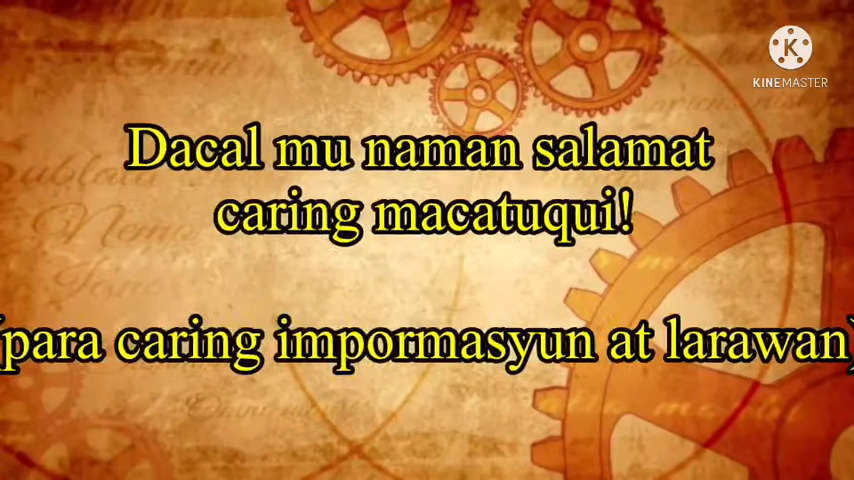 KINEMASTER
Dacal mu naman salamat
caring macatuqui!
(para caring impormasyun at larawan)